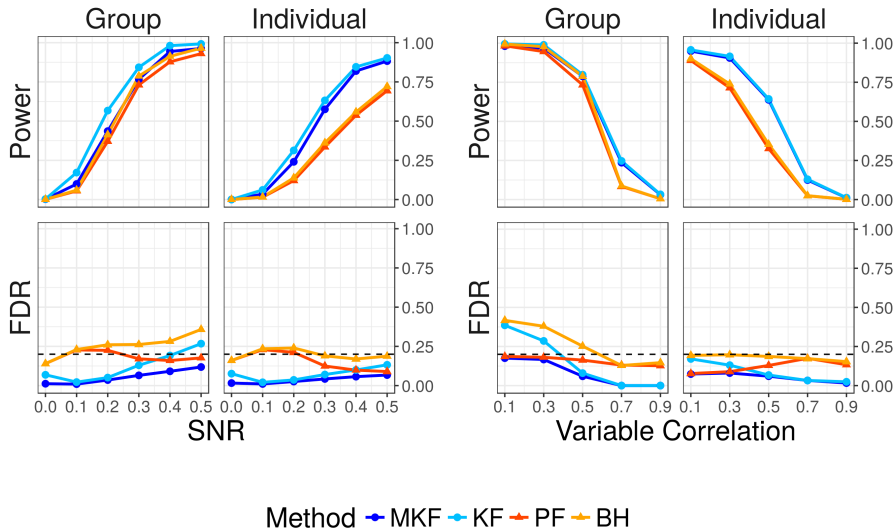 Group Individual Group Individual
Power 1.00 0.75 0.50 0.25 0.00 Power 1.00 0.75 0.50 0.25 0.00
FDR 1.00 0.75 0.50 0.25 0.00 FDR 1.00 0.75 0.50 0.25 0.00
0.0 0.1 0.2 0.3 0.4 0.5 0.0 0.1 0.2 0.3 0.4 0.5 0.1 0.3 0.5 0.7 0.9 0.1 0.3 0.5 0.7 0.9
SNR Variable Correlation
Method MKF KF PF BH